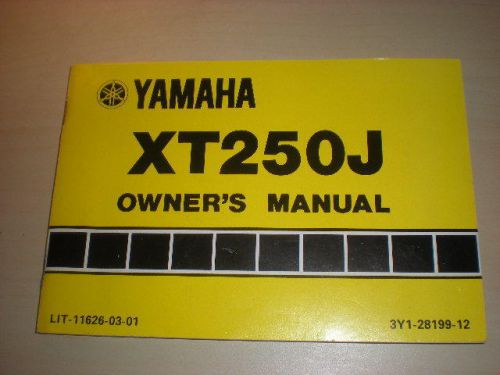 YAMAHA
XT250J
OWNER'S MANUAL
LIT-11626-03-01
3Y1-28199-12